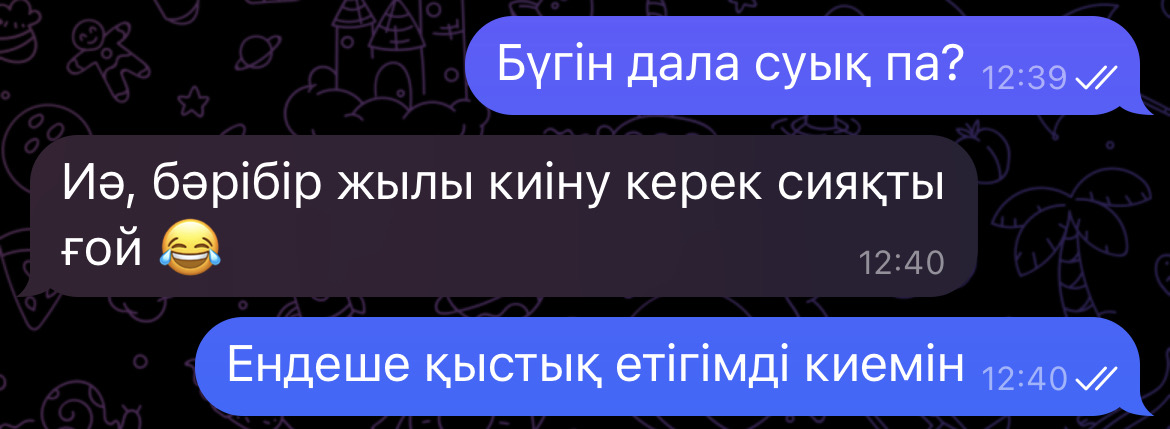 Бүгін дала суық па? 12:39
Иә, бәрібір жылы киіну керек сияқты
ғой 😂 12:40
Ендеше қыстық етігімді киемін 12:40